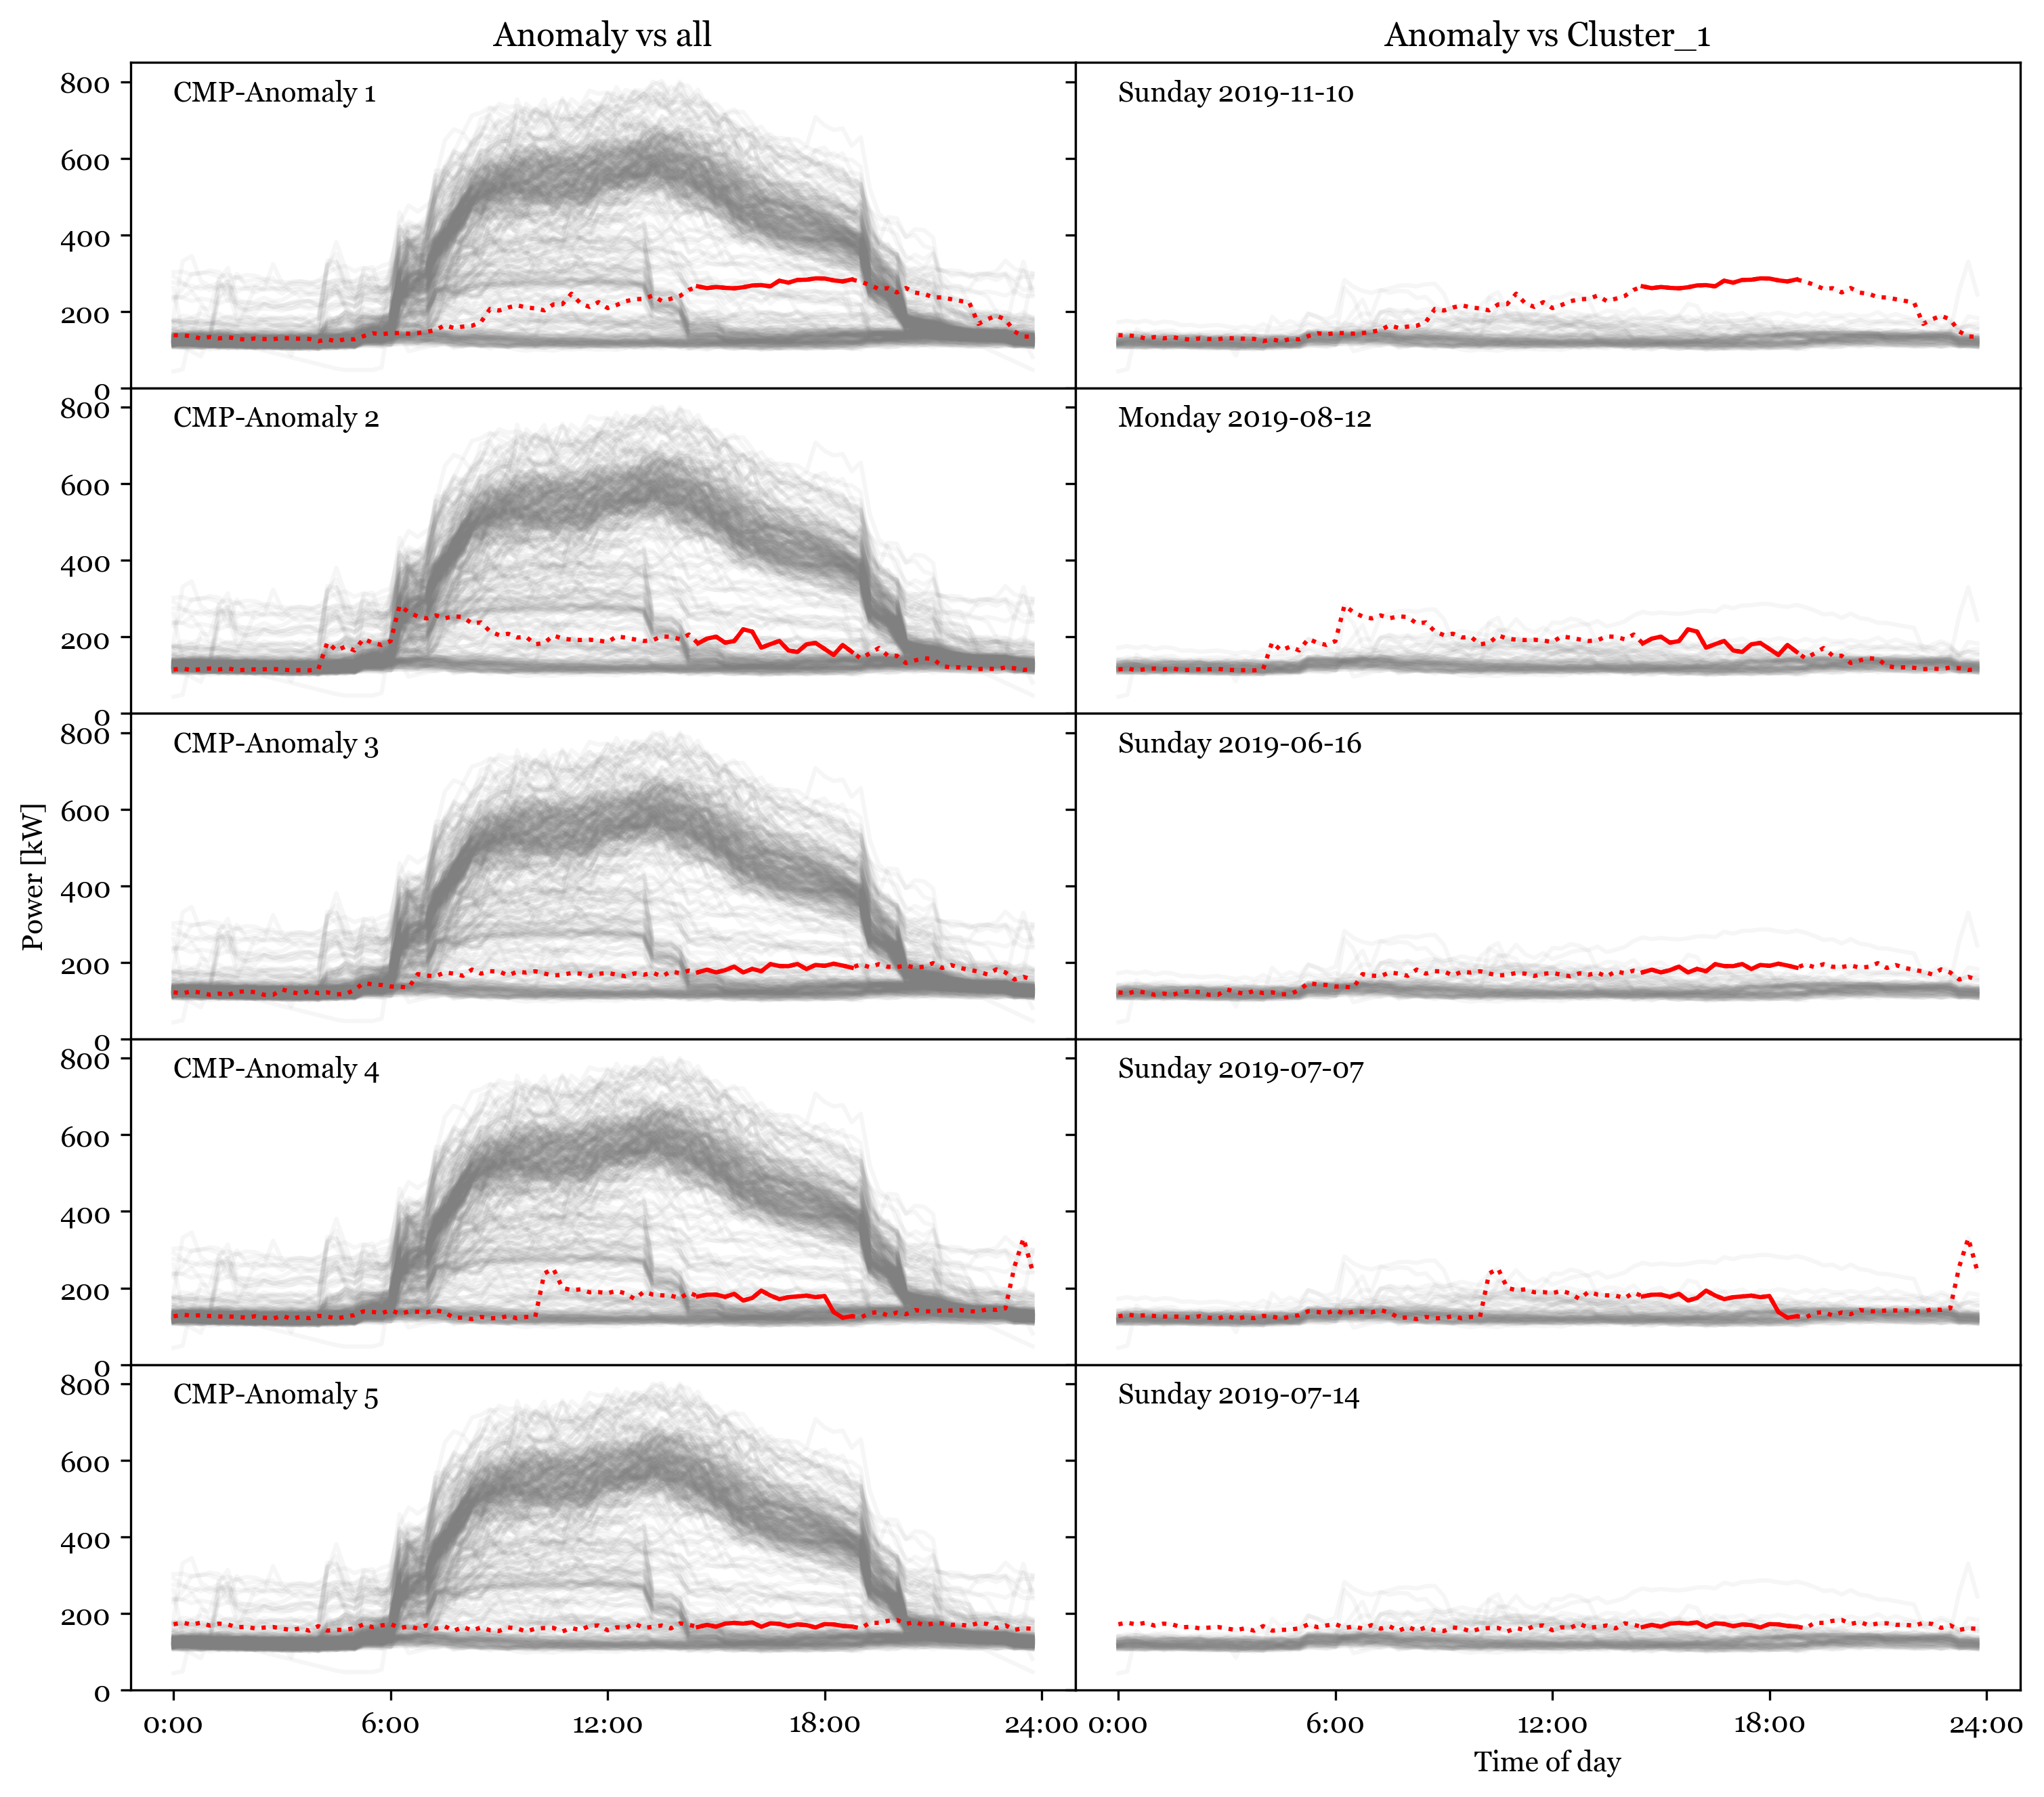 Anomaly vs all
Anomaly vs Cluster_1
CMP-Anomaly 1
Sunday 2019-11-10
800
600
400
200
0
CMP-Anomaly 2
Monday 2019-08-12
800
600
400
200
0
CMP-Anomaly 3
Sunday 2019-06-16
800
600
400
200
0
Power [kW]
CMP-Anomaly 4
Sunday 2019-07-07
800
600
400
200
0
CMP-Anomaly 5
Sunday 2019-07-14
800
600
400
200
0
0:00 6:00 12:00 18:00 24:00 0:00 6:00 12:00 18:00 24:00
Time of day